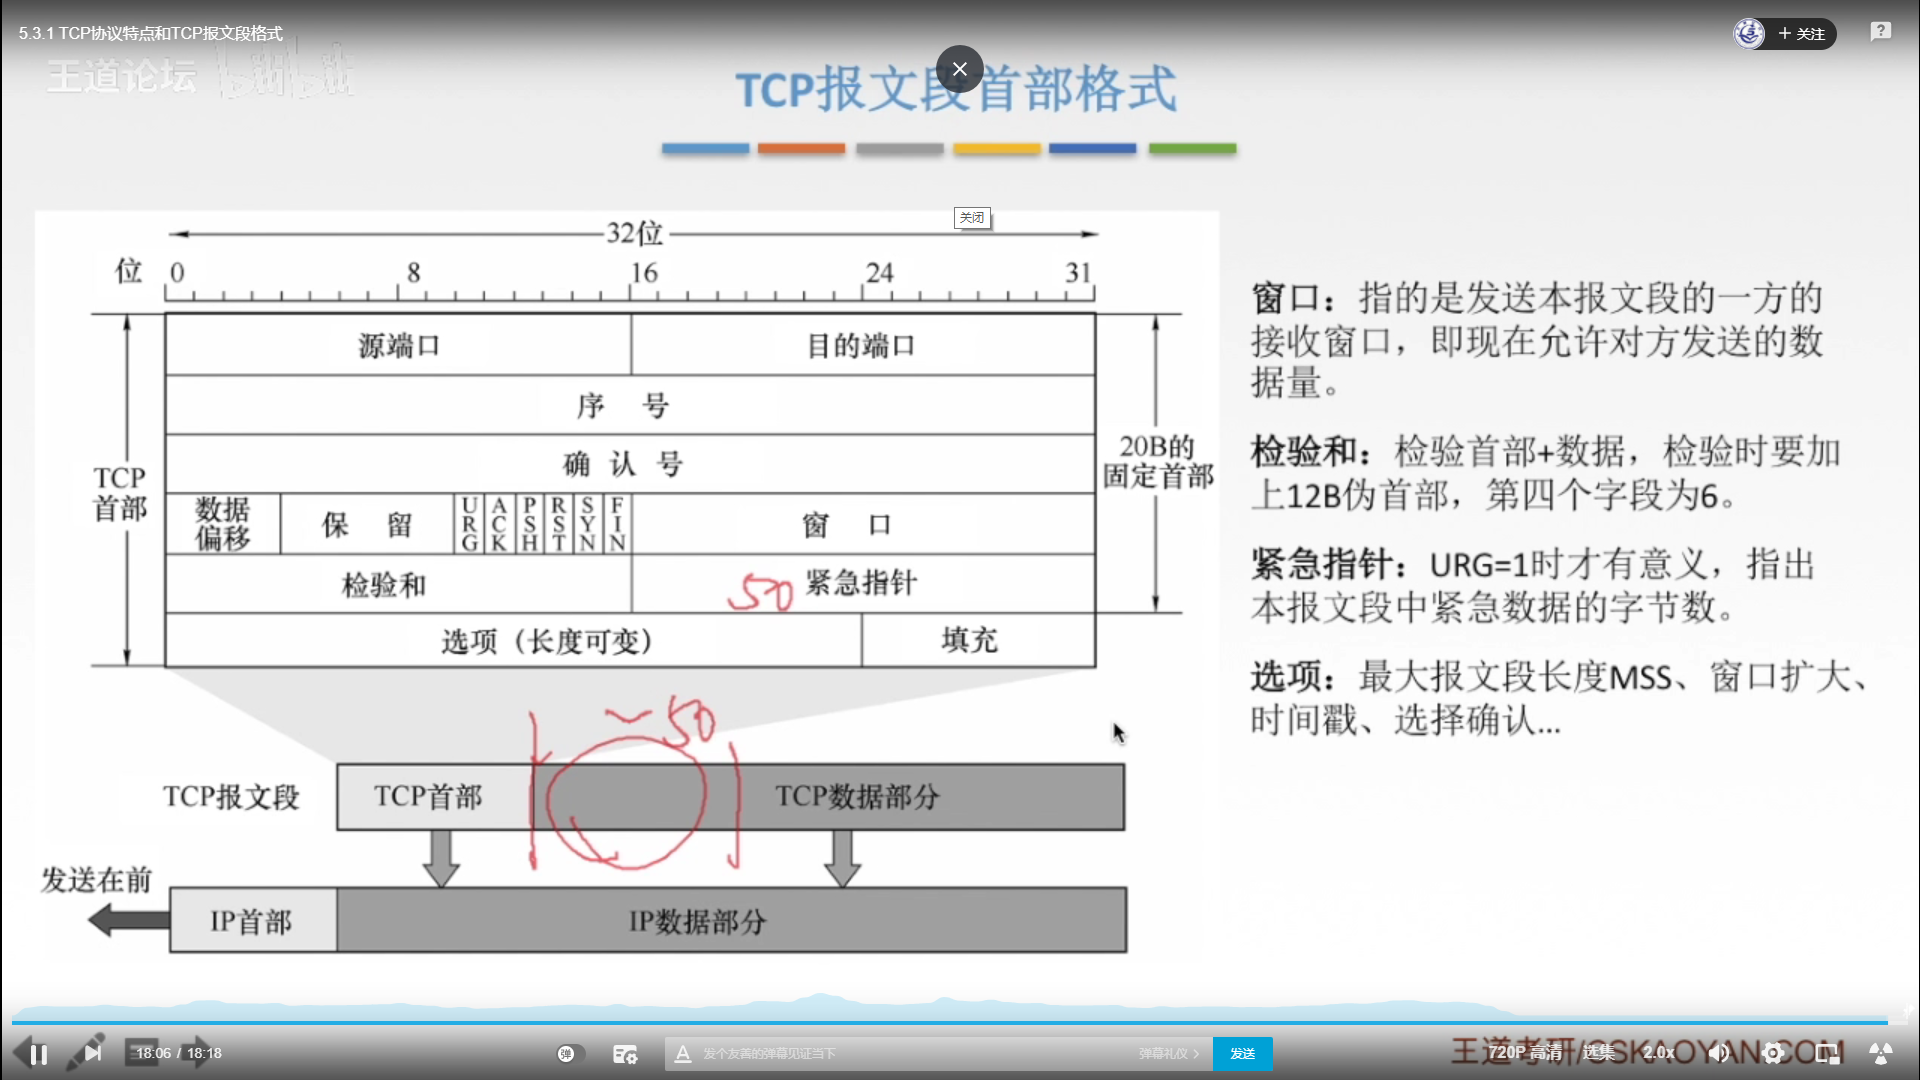 5.3.1 TCP协议特点和TCP报文段格式
关注
王道论坛 bilibili
TCP报文段首部格式
关闭
32位
位 0 8 16 24 31
源端口 目的端口
序 号
确 认 号
TCP首部
数据偏移 保 留 URG ACK PSH RST SYN FIN 窗 口
20B的固定首部
检验和 50 紧急指针
选项（长度可变） 填充
50
TCP报文段 TCP首部 TCP数据部分
发送在前
IP首部 IP数据部分
窗口：指的是发送本报文段的一方的
接收窗口，即现在允许对方发送的数
据量。
检验和：检验首部+数据，检验时要加
上12B伪首部，第四个字段为6。
紧急指针：URG=1时才有意义，指出
本报文段中紧急数据的字节数。
选项：最大报文段长度MSS、窗口扩大、
时间戳、选择确认...
18:06 / 18:18
弹
发个友善的弹幕见证当下
弹幕礼仪
发送
王道考研/CSKAOYAN.COM
720P 高清 选集 2.0x